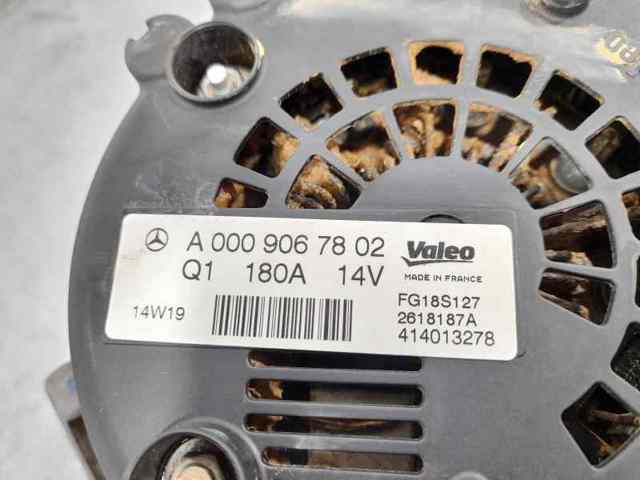 A 000 906 78 02
Q1 180A 14V
14W19
Valeo
MADE IN FRANCE
FG18S127
2618187A
414013278